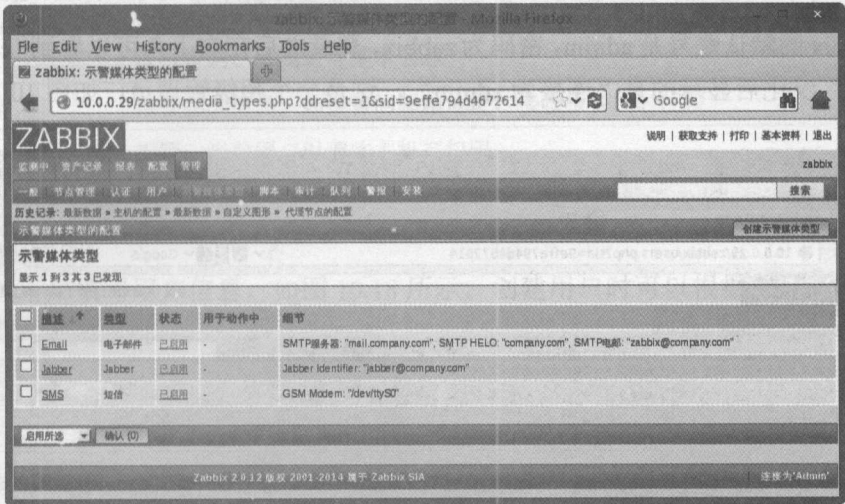 zabbix: 示警媒体类型的配置 - Mozilla Firefox
File Edit View History Bookmarks Tools Help
zabbix: 示警媒体类型的配置
10.0.0.29/zabbix/media_types.php?ddreset=1&sid=9effe794d4672614
Google
ZABBIX
说明 | 获取支持 | 打印 | 基本资料 | 退出
监测中 资产记录 报表 配置 管理
zabbix
一般 节点管理 认证 用户 示警媒体类型 脚本 审计 队列 警报 安装
搜索
历史记录: 最新数据 » 主机的配置 » 最新数据 » 自定义图形 » 代理节点的配置
示警媒体类型的配置
创建示警媒体类型
示警媒体类型
显示 1 到 3 其 3 已发现
描述 类型 状态 用于动作中 细节
Email 电子邮件 已启用 - SMTP服务器: "mail.company.com", SMTP HELO: "company.com", SMTP电邮: "zabbix@company.com"
Jabber Jabber 已启用 - Jabber Identifier: "jabber@company.com"
SMS 短信 已启用 - GSM Modem: "/dev/ttyS0"
启用所选 确认 (0)
Zabbix 2.0.12 版权 2001-2014 属于 Zabbix SIA
连接为'Admin'